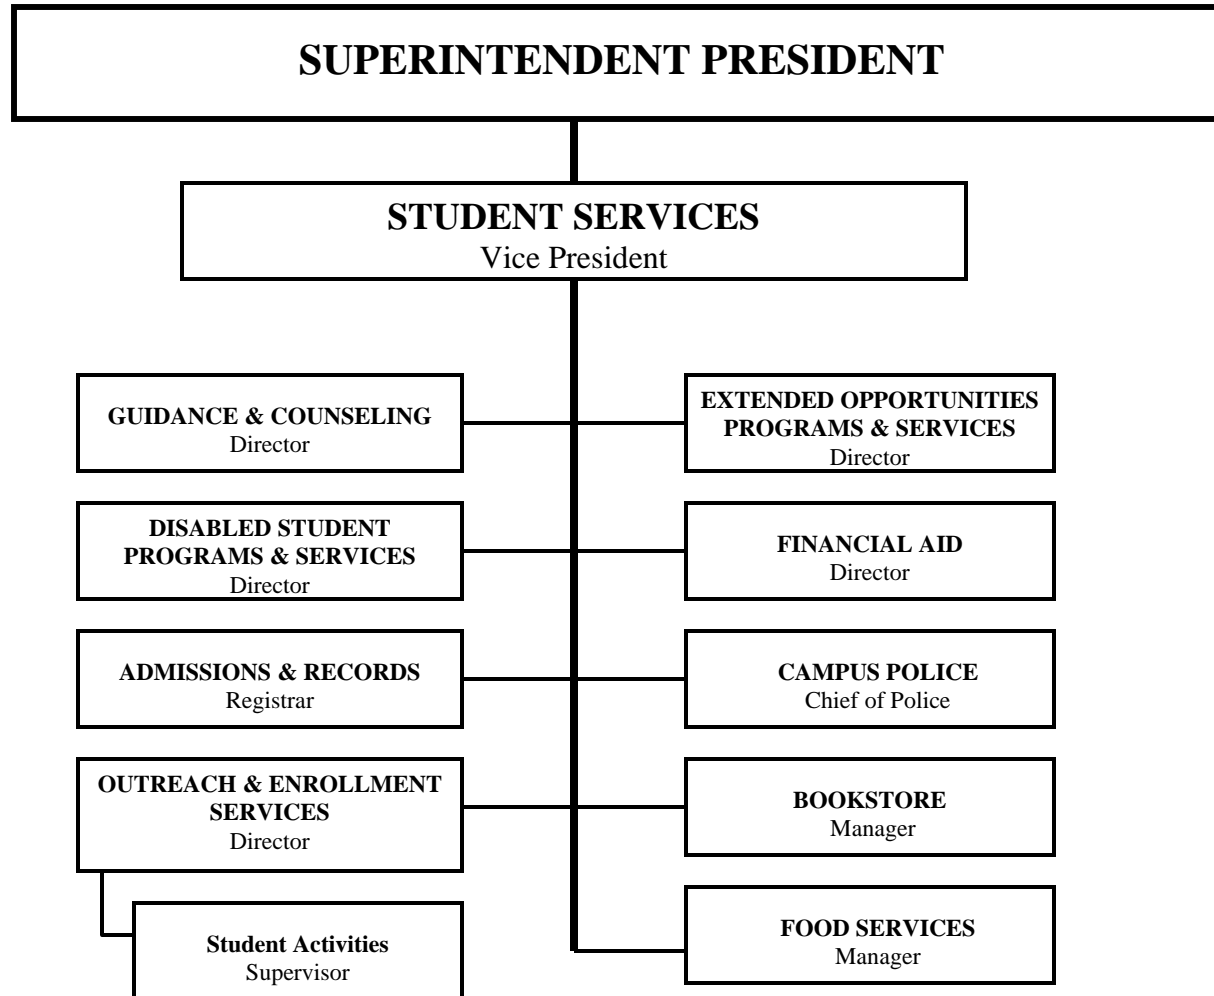 SUPERINTENDENT PRESIDENT
STUDENT SERVICES
Vice President
GUIDANCE & COUNSELING
Director
EXTENDED OPPORTUNITIES
PROGRAMS & SERVICES
Director
DISABLED STUDENT
PROGRAMS & SERVICES
Director
FINANCIAL AID
Director
ADMISSIONS & RECORDS
Registrar
CAMPUS POLICE
Chief of Police
OUTREACH & ENROLLMENT
SERVICES
Director
BOOKSTORE
Manager
Student Activities
Supervisor
FOOD SERVICES
Manager